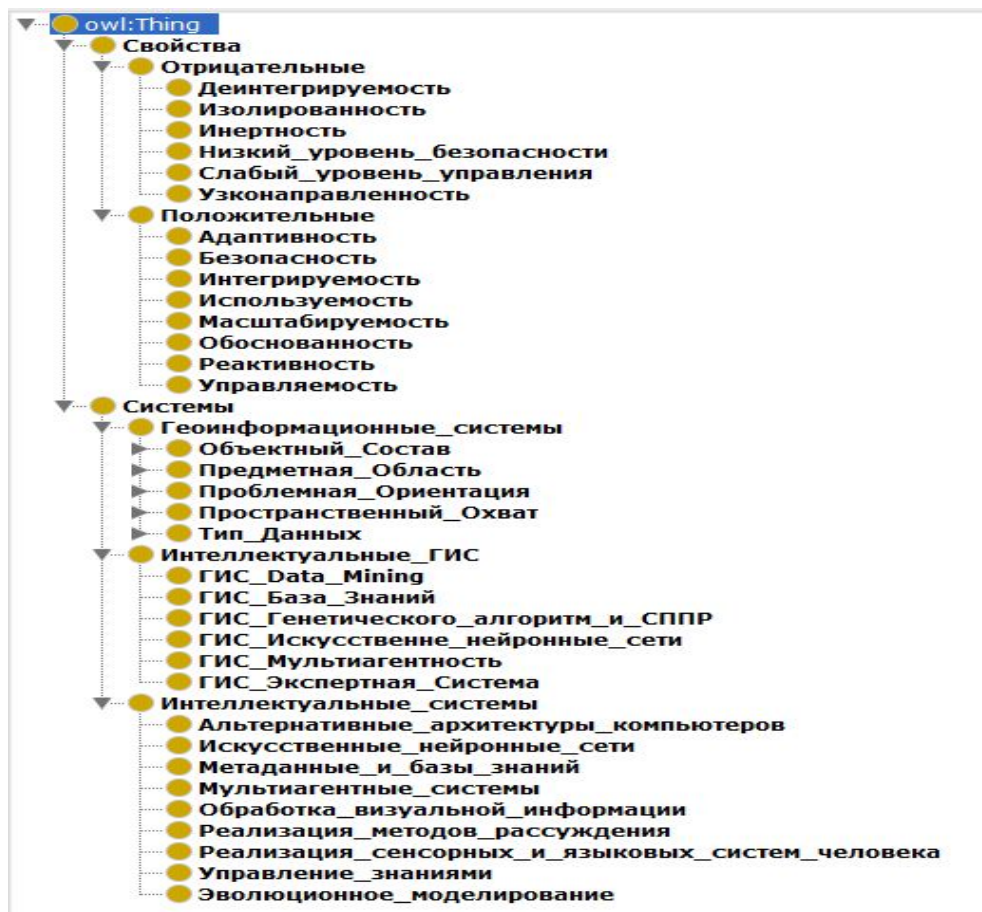 owl:Thing
Свойства
Отрицательные
Деинтегрируемость
Изолированность
Инертность
Низкий_уровень_безопасности
Слабый_уровень_управления
Узконаправленность
Положительные
Адаптивность
Безопасность
Интегрируемость
Используемость
Масштабируемость
Обоснованность
Реактивность
Управляемость
Системы
Геоинформационные_системы
Объектный_Состав
Предметная_Область
Проблемная_Ориентация
Пространственный_Охват
Тип_Данных
Интеллектуальные_ГИС
ГИС_Data_Mining
ГИС_База_Знаний
ГИС_Генетического_алгоритм_и_СППР
ГИС_Искусственне_нейронные_сети
ГИС_Мультиагентность
ГИС_Экспертная_Система
Интеллектуальные_системы
Альтернативные_архитектуры_компьютеров
Искусственные_нейронные_сети
Метаданные_и_базы_знаний
Мультиагентные_системы
Обработка_визуальной_информации
Реализация_методов_рассуждения
Реализация_сенсорных_и_языковых_систем_человека
Управление_знаниями
Эволюционное_моделирование